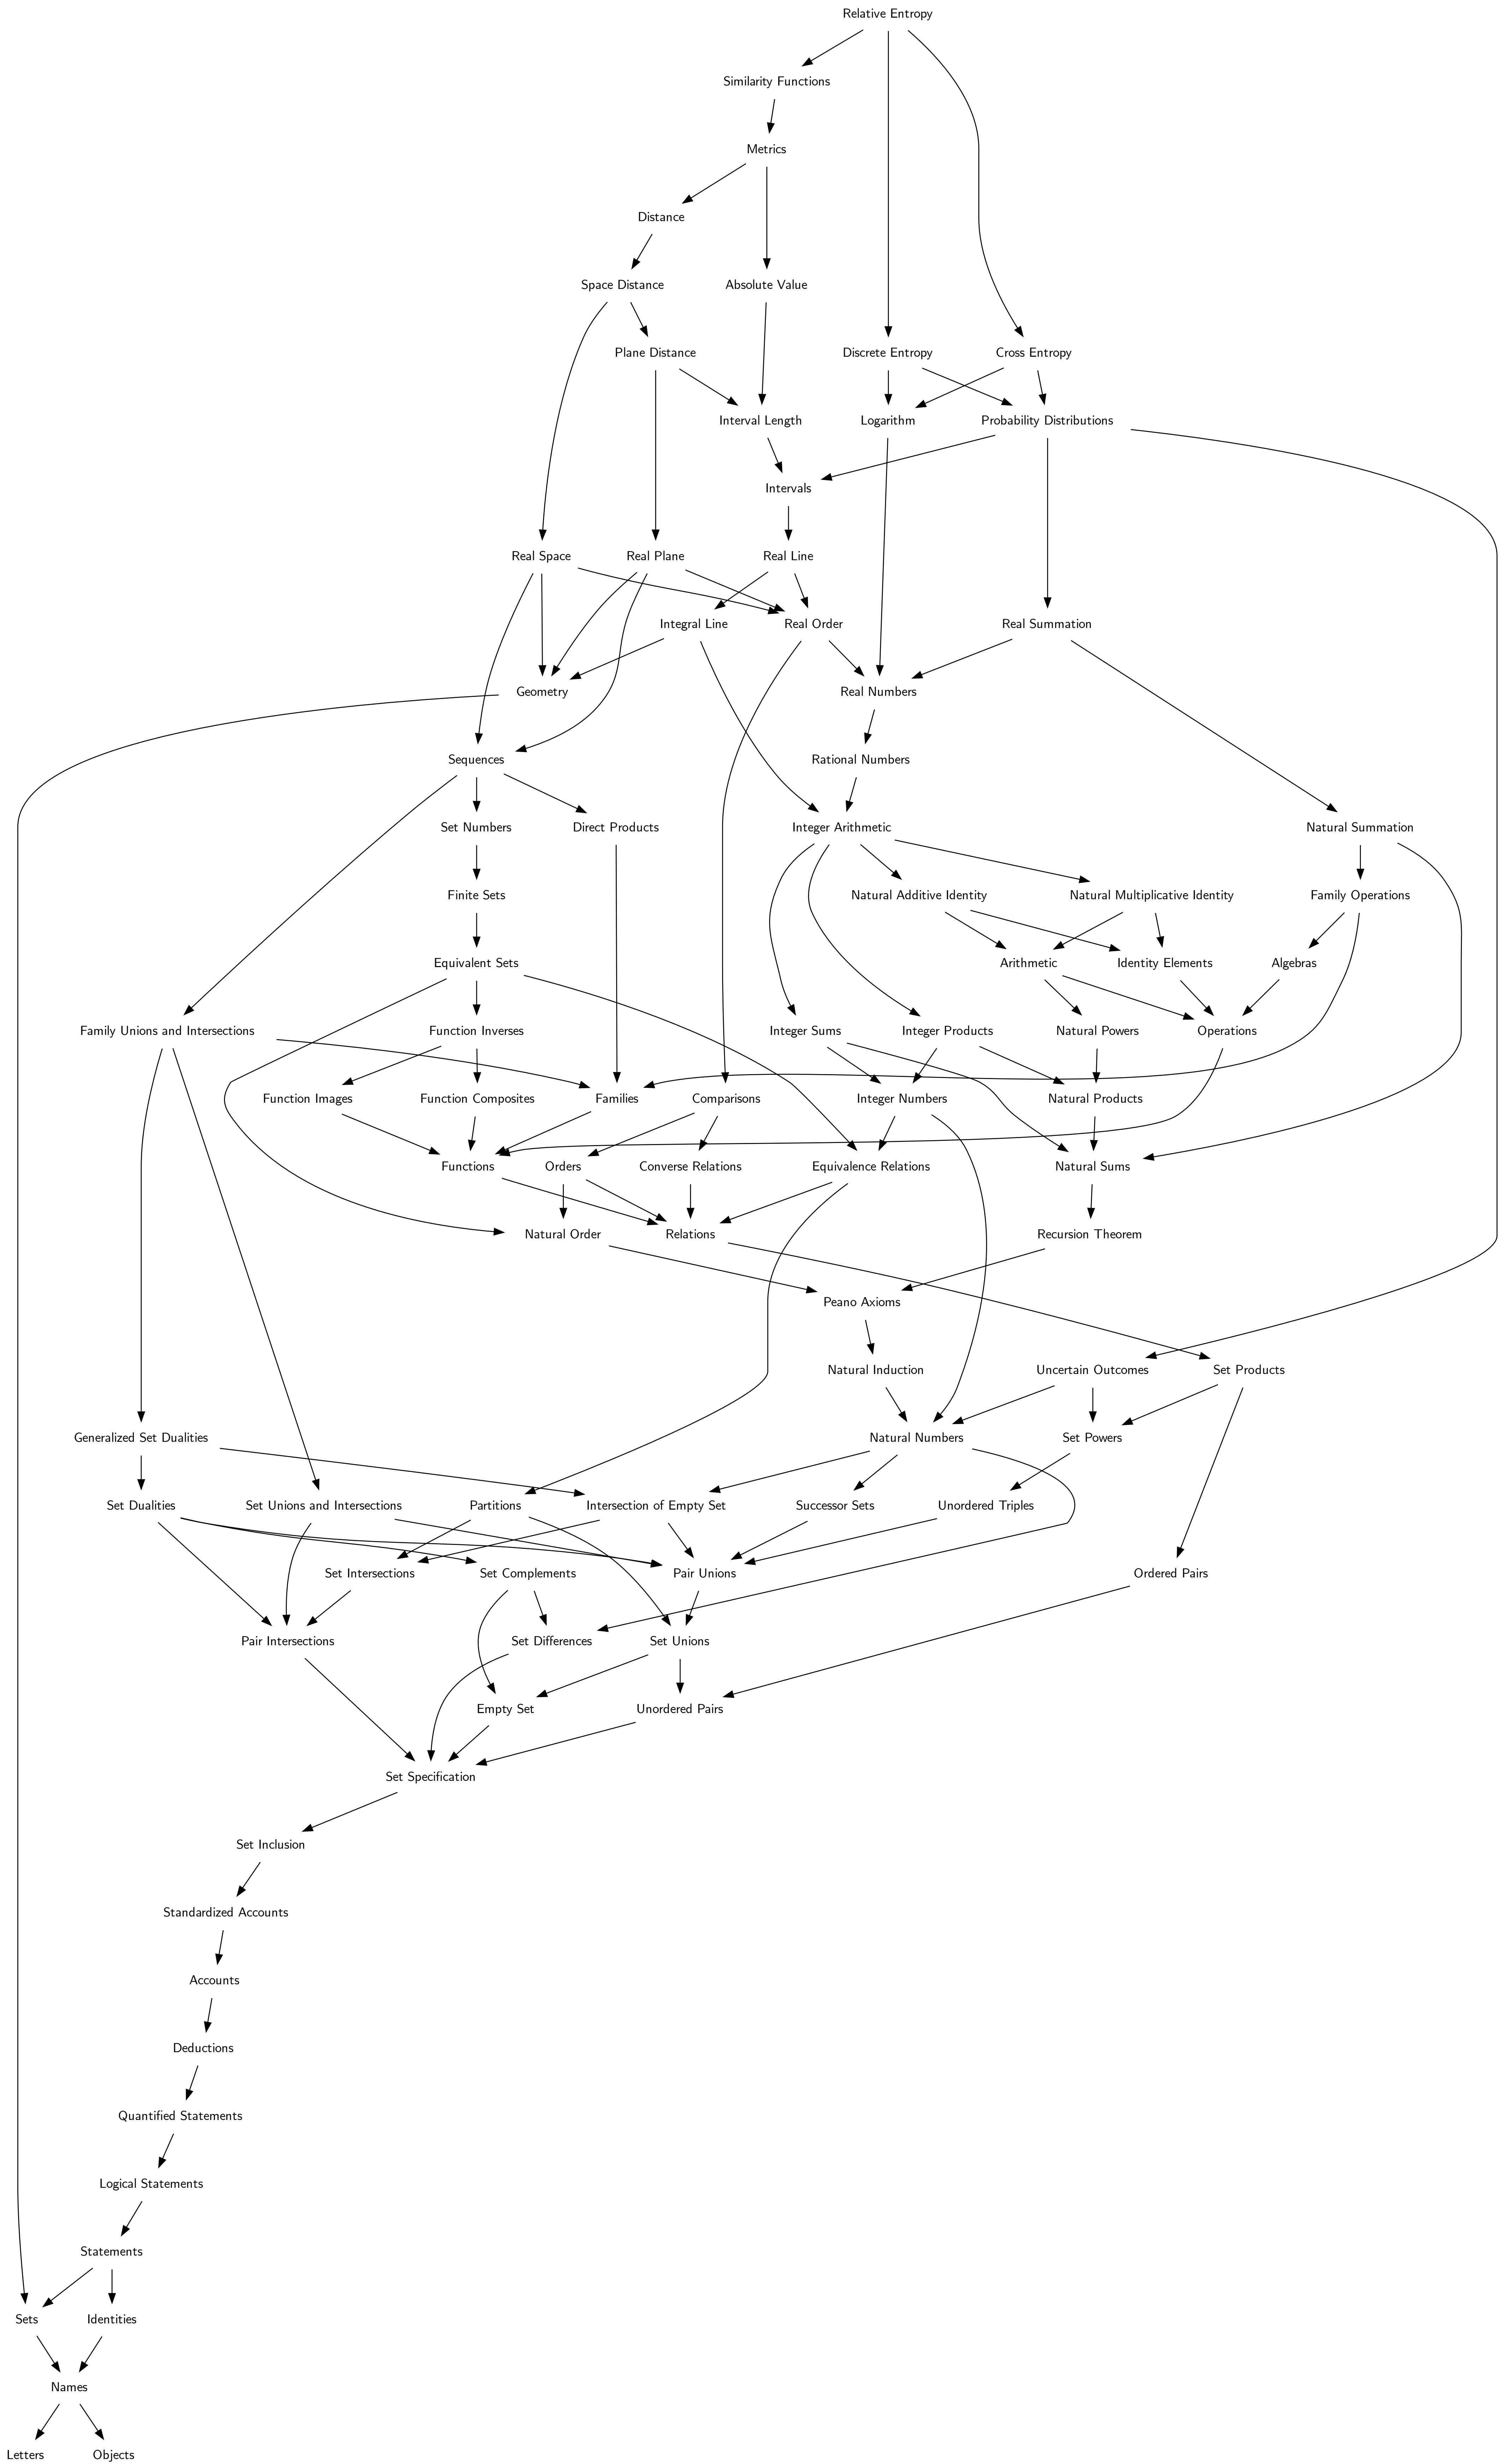 Relative Entropy
Similarity Functions
Metrics
Distance
Space Distance
Absolute Value
Plane Distance
Discrete Entropy
Cross Entropy
Interval Length
Logarithm
Probability Distributions
Intervals
Real Space
Real Plane
Real Line
Integral Line
Real Order
Real Summation
Geometry
Real Numbers
Sequences
Rational Numbers
Set Numbers
Direct Products
Integer Arithmetic
Natural Summation
Finite Sets
Natural Additive Identity
Natural Multiplicative Identity
Family Operations
Equivalent Sets
Arithmetic
Identity Elements
Algebras
Family Unions and Intersections
Function Inverses
Integer Sums
Integer Products
Natural Powers
Operations
Function Images
Function Composites
Families
Comparisons
Integer Numbers
Natural Products
Functions
Orders
Converse Relations
Equivalence Relations
Natural Sums
Natural Order
Relations
Recursion Theorem
Peano Axioms
Natural Induction
Uncertain Outcomes
Set Products
Generalized Set Dualities
Natural Numbers
Set Powers
Set Dualities
Set Unions and Intersections
Partitions
Intersection of Empty Set
Successor Sets
Unordered Triples
Set Intersections
Set Complements
Pair Unions
Ordered Pairs
Pair Intersections
Set Differences
Set Unions
Empty Set
Unordered Pairs
Set Specification
Set Inclusion
Standardized Accounts
Accounts
Deductions
Quantified Statements
Logical Statements
Statements
Sets
Identities
Names
Letters
Objects